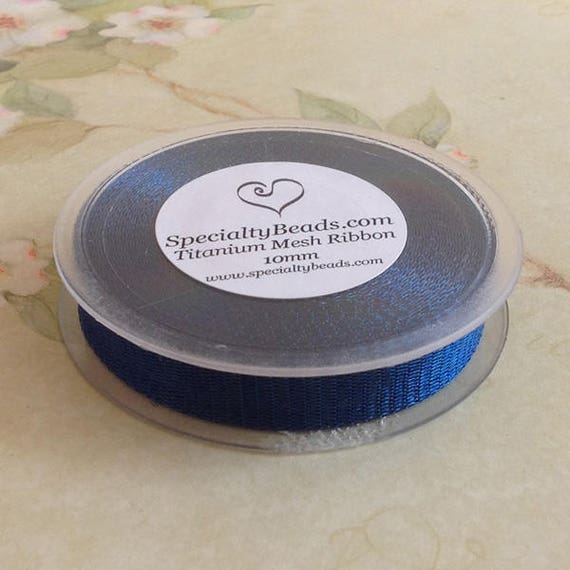 SpecialtyBeads.com
Titanium Mesh Ribbon
10mm
www.specialtybeads.com